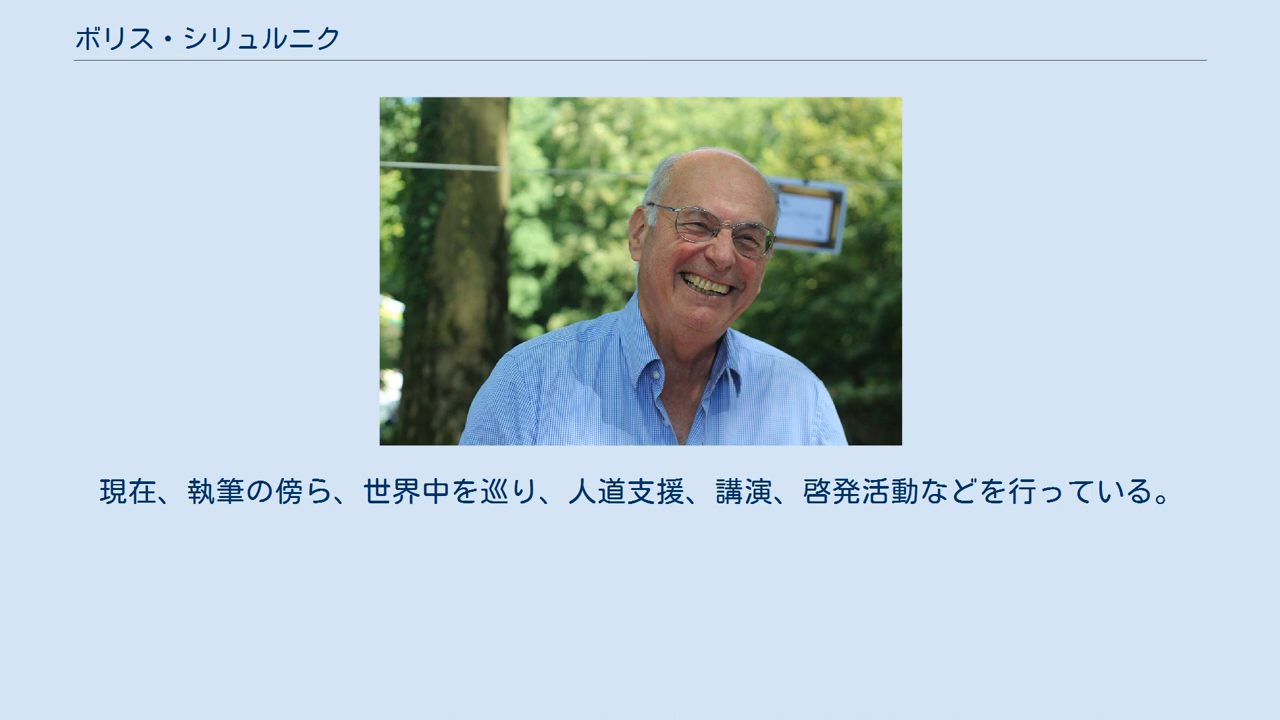 ボリス・シリュルニク
現在、執筆の傍ら、世界中を巡り、人道支援、講演、啓発活動などを行っている。